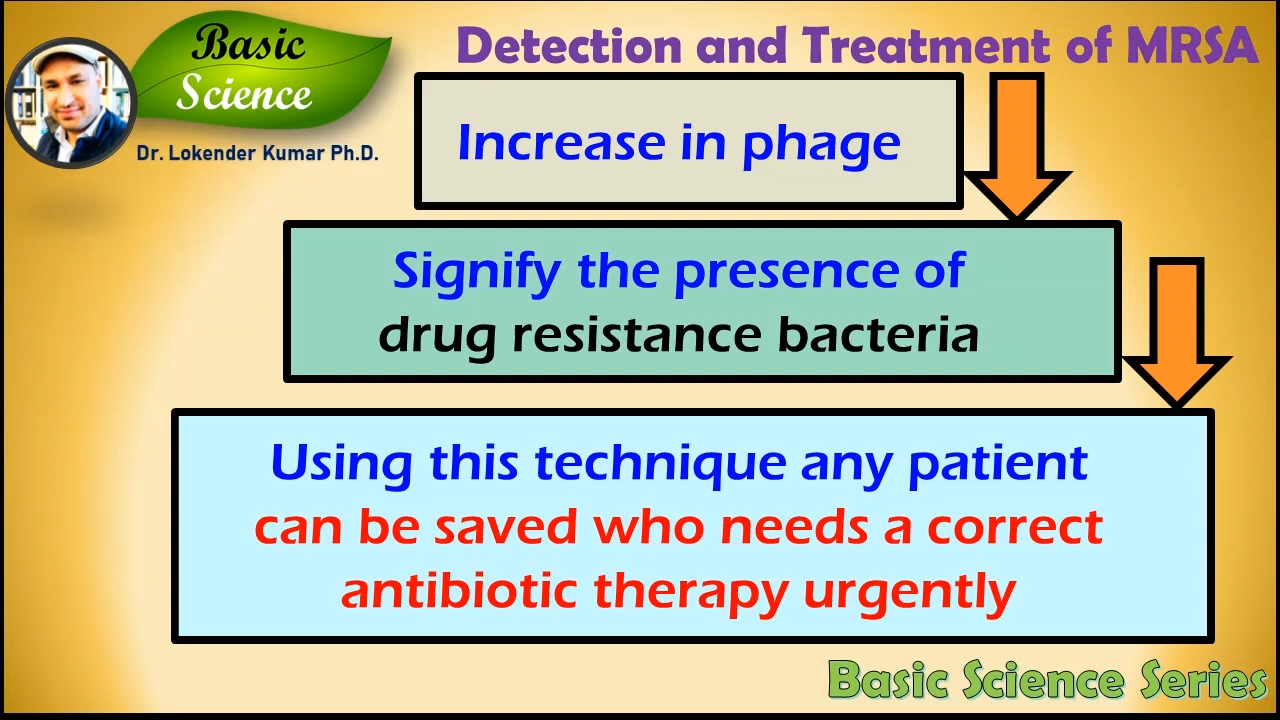 Basic
Science
Dr. Lokender Kumar Ph.D.
Detection and Treatment of MRSA
Increase in phage
Signify the presence of
drug resistance bacteria
Using this technique any patient
can be saved who needs a correct
antibiotic therapy urgently
Basic Science Series